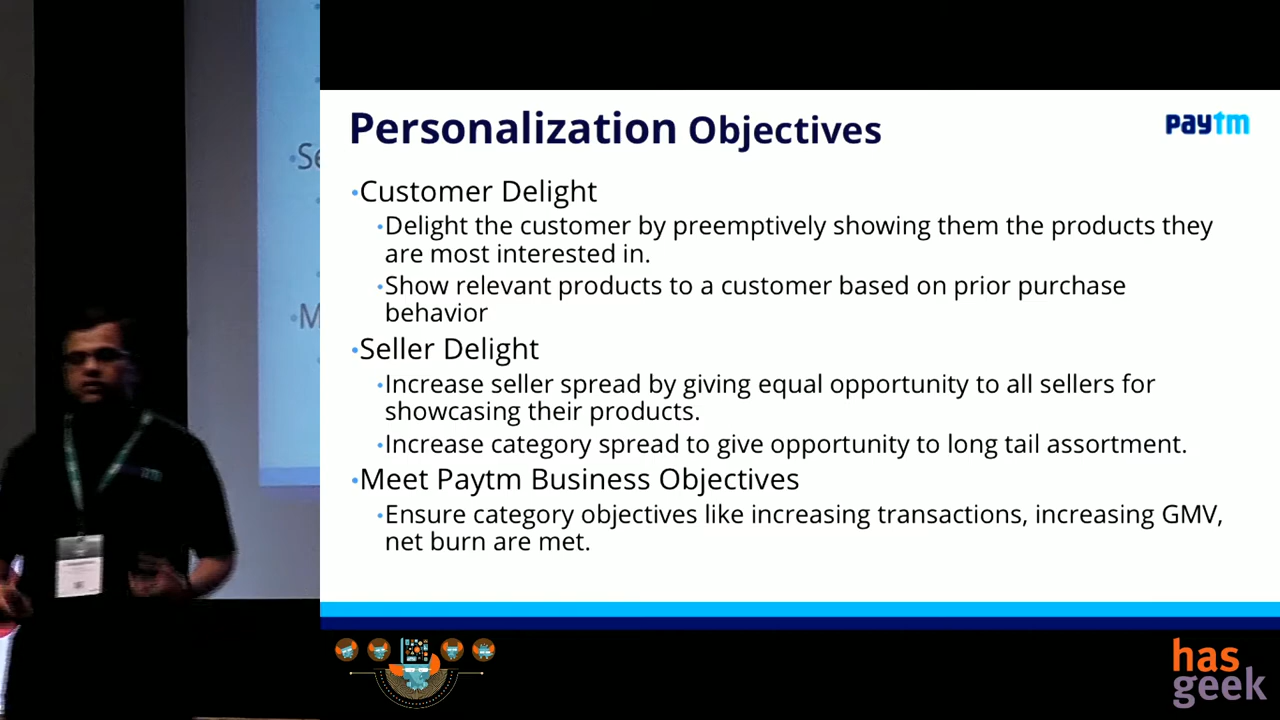 Personalization Objectives
paytm
•Customer Delight
•Delight the customer by preemptively showing them the products they
are most interested in.
•Show relevant products to a customer based on prior purchase
behavior
•Seller Delight
•Increase seller spread by giving equal opportunity to all sellers for
showcasing their products.
•Increase category spread to give opportunity to long tail assortment.
•Meet Paytm Business Objectives
•Ensure category objectives like increasing transactions, increasing GMV,
net burn are met.
•Se
•M
has
geek